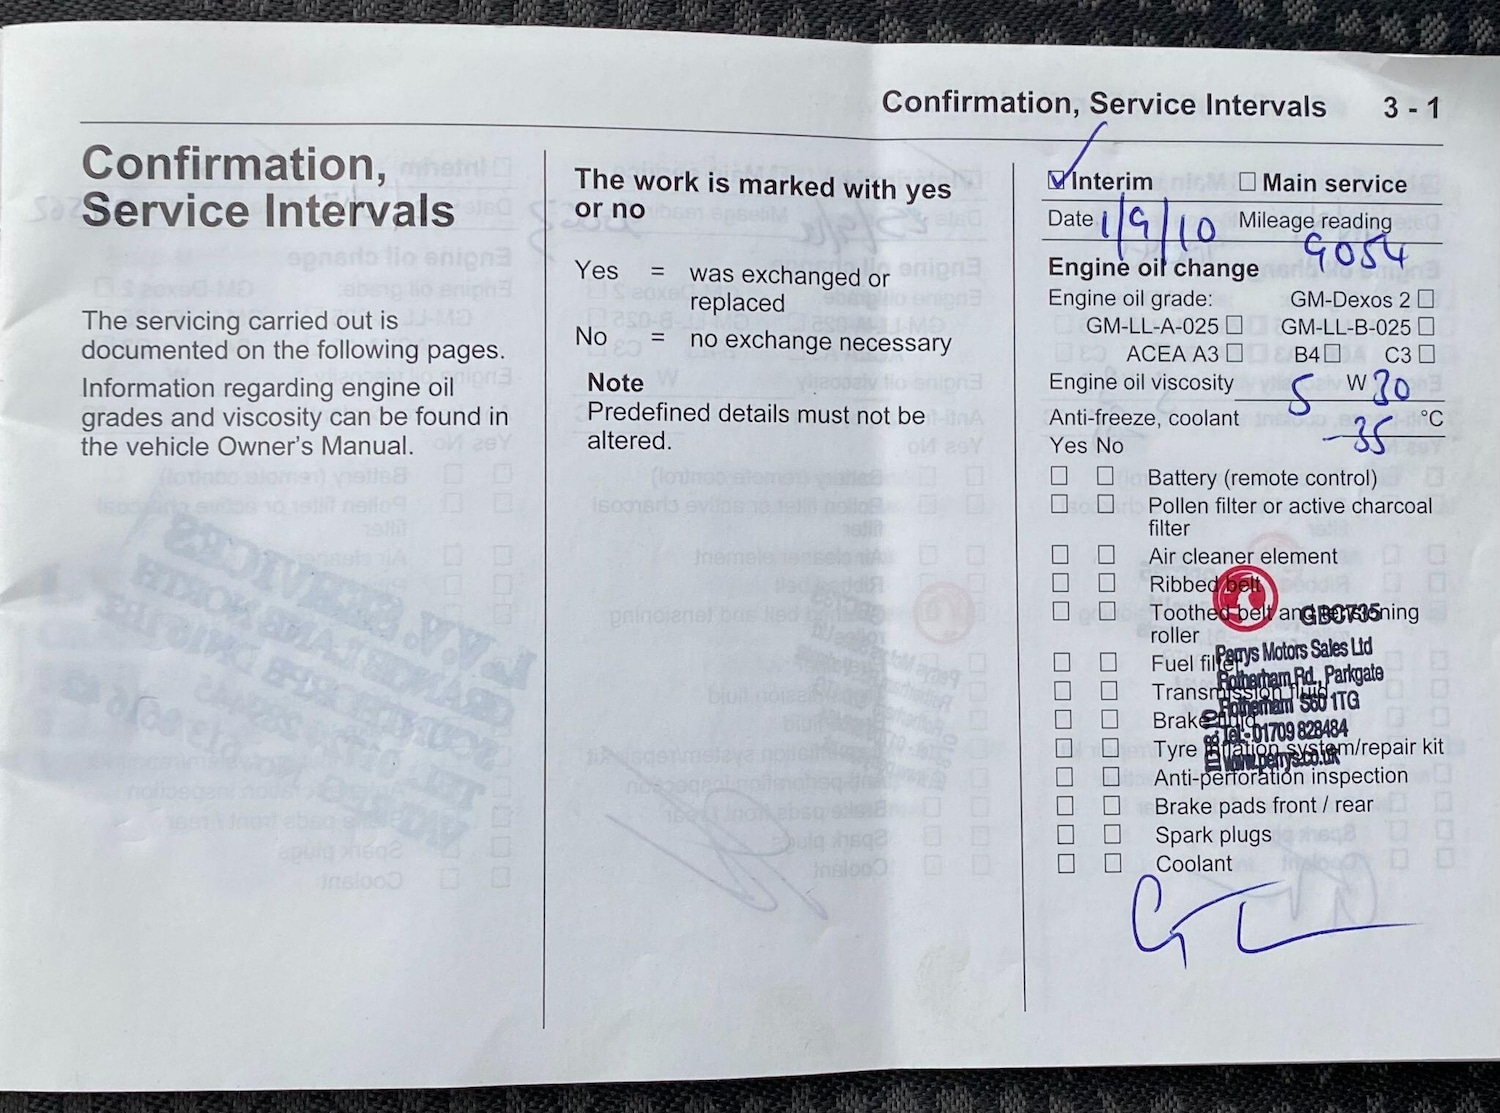 Confirmation, Service Intervals 3 - 1
Confirmation,
Service Intervals
The servicing carried out is
documented on the following pages.
Information regarding engine oil
grades and viscosity can be found in
the vehicle Owner's Manual.
The work is marked with yes
or no
Yes = was exchanged or
replaced
No = no exchange necessary
Note
Predefined details must not be
altered.
Interim Main service
Date 1/9/10 Mileage reading
9054
Engine oil change
Engine oil grade: GM-Dexos 2
GM-LL-A-025 GM-LL-B-025
ACEA A3 B4 C3
Engine oil viscosity 5 W 30
Anti-freeze, coolant -35 °C
Yes No
Battery (remote control)
Pollen filter or active charcoal
filter
Air cleaner element
Ribbed belt
Toothed belt and tensioning
roller
Fuel filter
Transmission fluid
Brake fluid
Tyre inflation system/repair kit
Anti-perforation inspection
Brake pads front / rear
Spark plugs
Coolant
GBC735
Perrys Motors Sales Ltd
Rotherham Rd, Parkgate
Rotherham S60 1TG
Tel: 01709 828484
www.perrys.co.uk